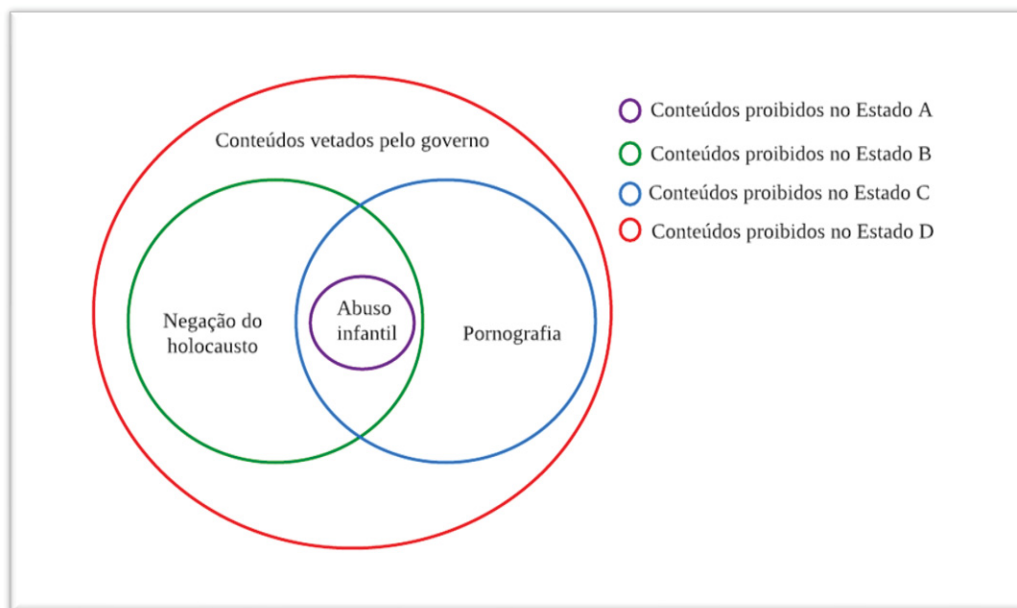 Conteúdos vetados pelo governo
Negação do
holocausto
Abuso
infantil
Pornografia
Conteúdos proibidos no Estado A
Conteúdos proibidos no Estado B
Conteúdos proibidos no Estado C
Conteúdos proibidos no Estado D